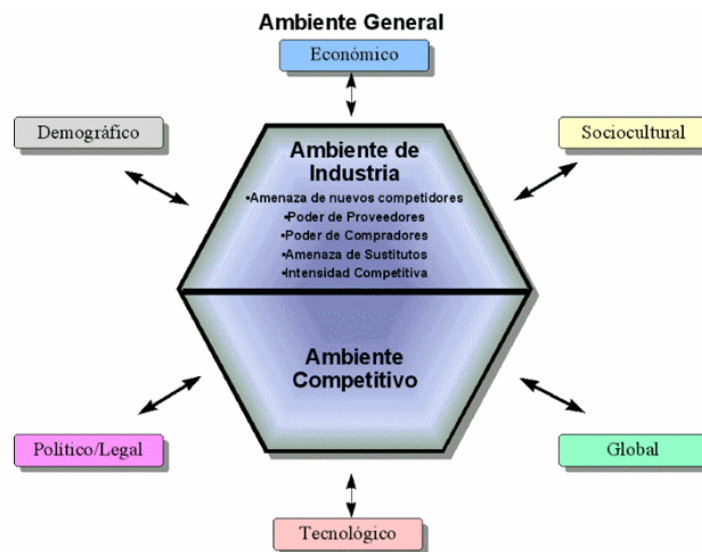 Ambiente General
Económico
Demográfico
Sociocultural
Ambiente de
Industria
•Amenaza de nuevos competidores
•Poder de Proveedores
•Poder de Compradores
•Amenaza de Sustitutos
•Intensidad Competitiva
Ambiente
Competitivo
Político/Legal
Global
Tecnológico